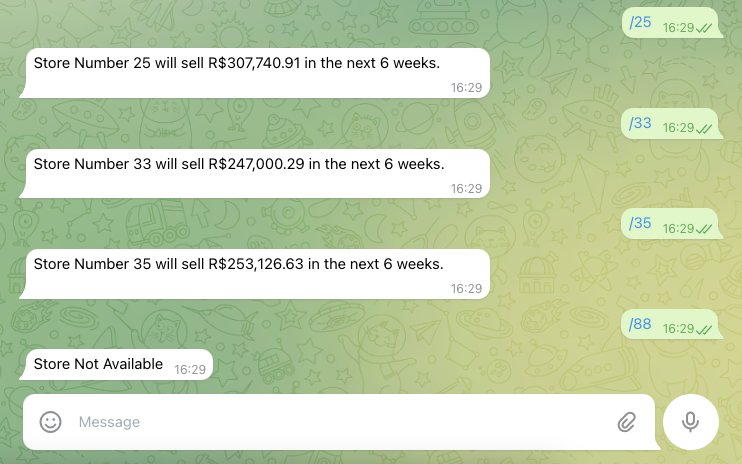 /25 16:29
Store Number 25 will sell R$307,740.91 in the next 6 weeks.
16:29
/33 16:29
Store Number 33 will sell R$247,000.29 in the next 6 weeks.
16:29
/35 16:29
Store Number 35 will sell R$253,126.63 in the next 6 weeks.
16:29
/88 16:29
Store Not Available 16:29
Message